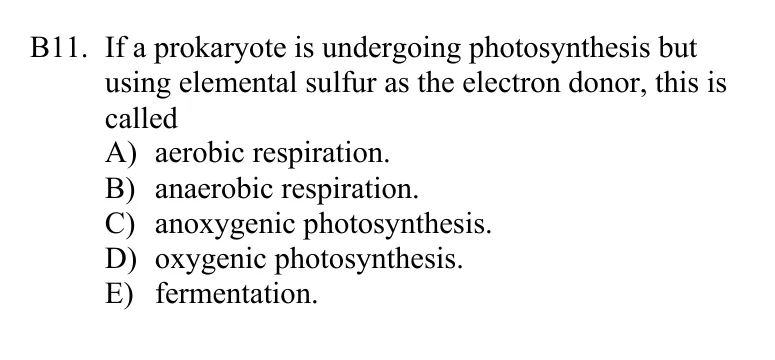 B11. If a prokaryote is undergoing photosynthesis but
using elemental sulfur as the electron donor, this is
called
A) aerobic respiration.
B) anaerobic respiration.
C) anoxygenic photosynthesis.
D) oxygenic photosynthesis.
E) fermentation.